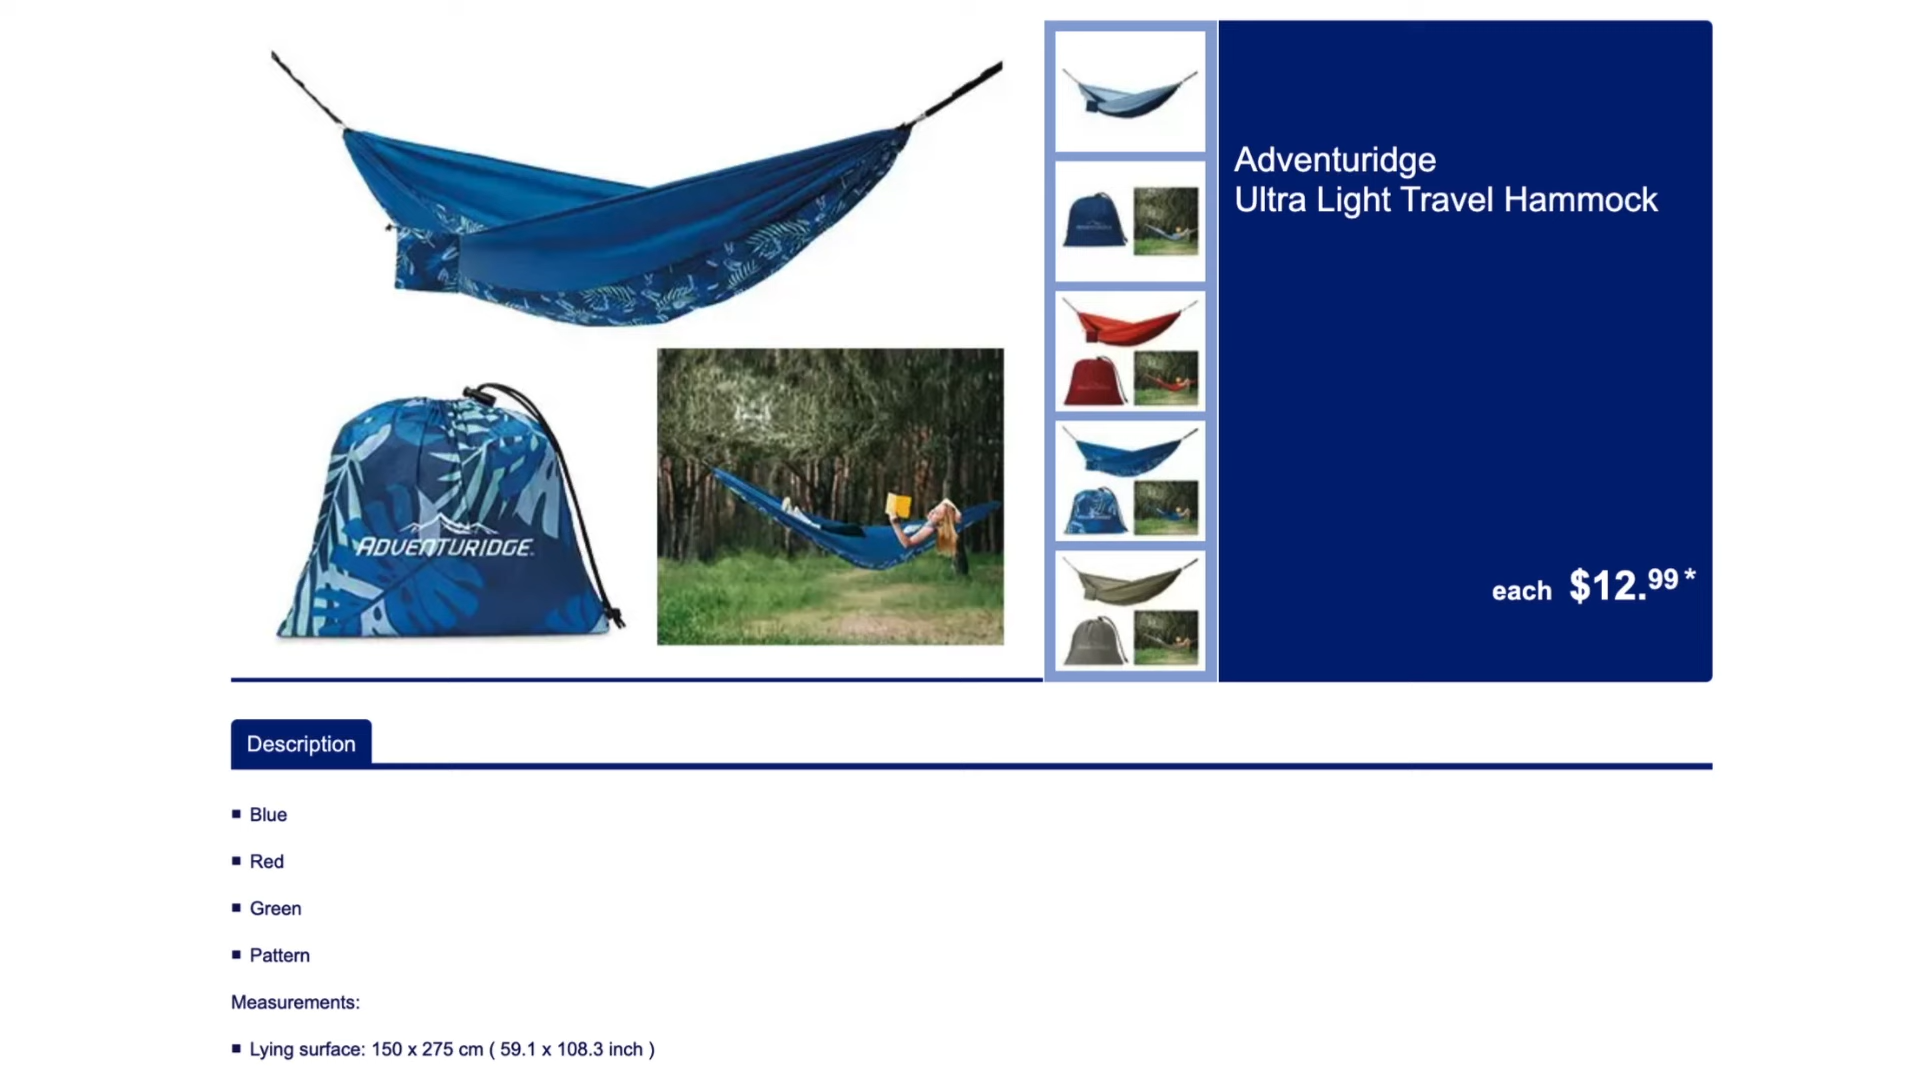 Adventuridge
Ultra Light Travel Hammock
ADVENTURIDGE
each $12.99*
Description
Blue
Red
Green
Pattern
Measurements:
Lying surface: 150 x 275 cm ( 59.1 x 108.3 inch )